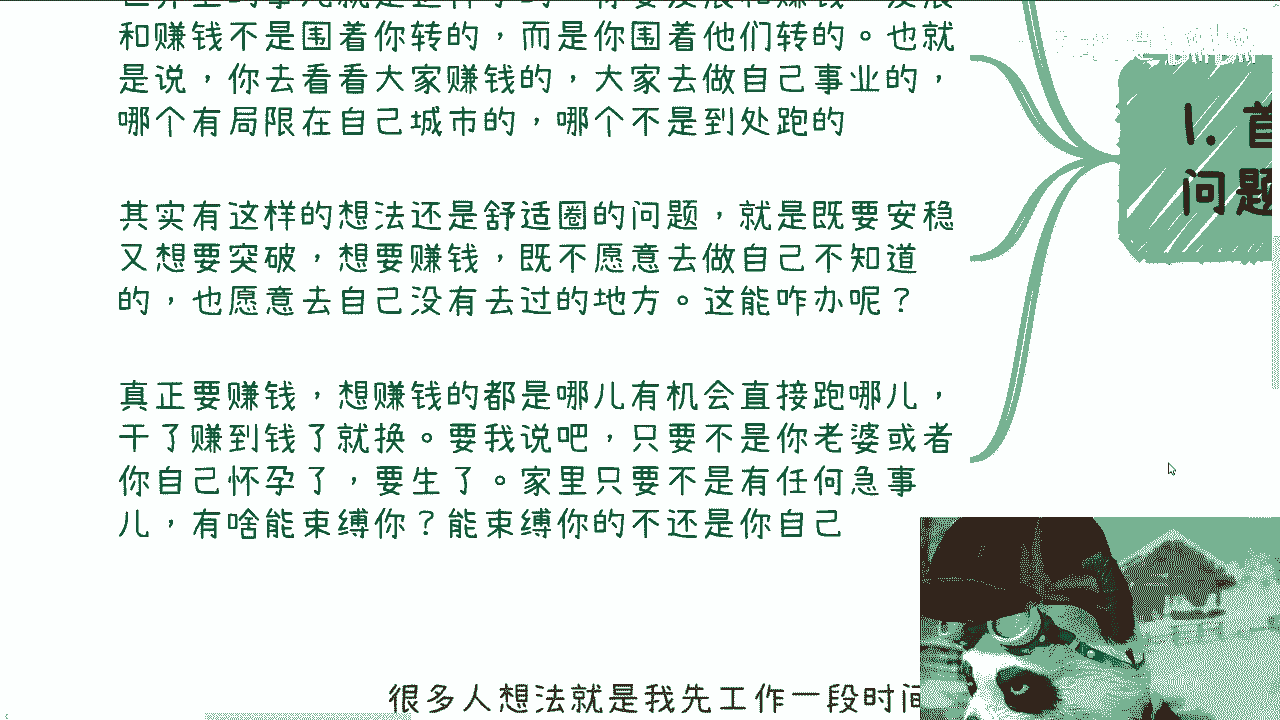 和赚钱不是围着你转的，而是你围着他们转的。也就
是说，你去看看大家赚钱的，大家去做自己事业的，
哪个有局限在自己城市的，哪个不是到处跑的
其实有这样的想法还是舒适圈的问题，就是既要安稳
又想要突破，想要赚钱，既不愿意去做自己不知道
的，也愿意去自己没有去过的地方。这能咋办呢？
真正要赚钱，想赚钱的都是哪儿有机会直接跑哪儿，
干了赚到钱了就换。要我说吧，只要不是你老婆或者
你自己怀孕了，要生了。家里只要不是有任何急事
儿，有啥能束缚你？能束缚你的不还是你自己
1. 首
问题
很多人想法就是我先工作一段时间